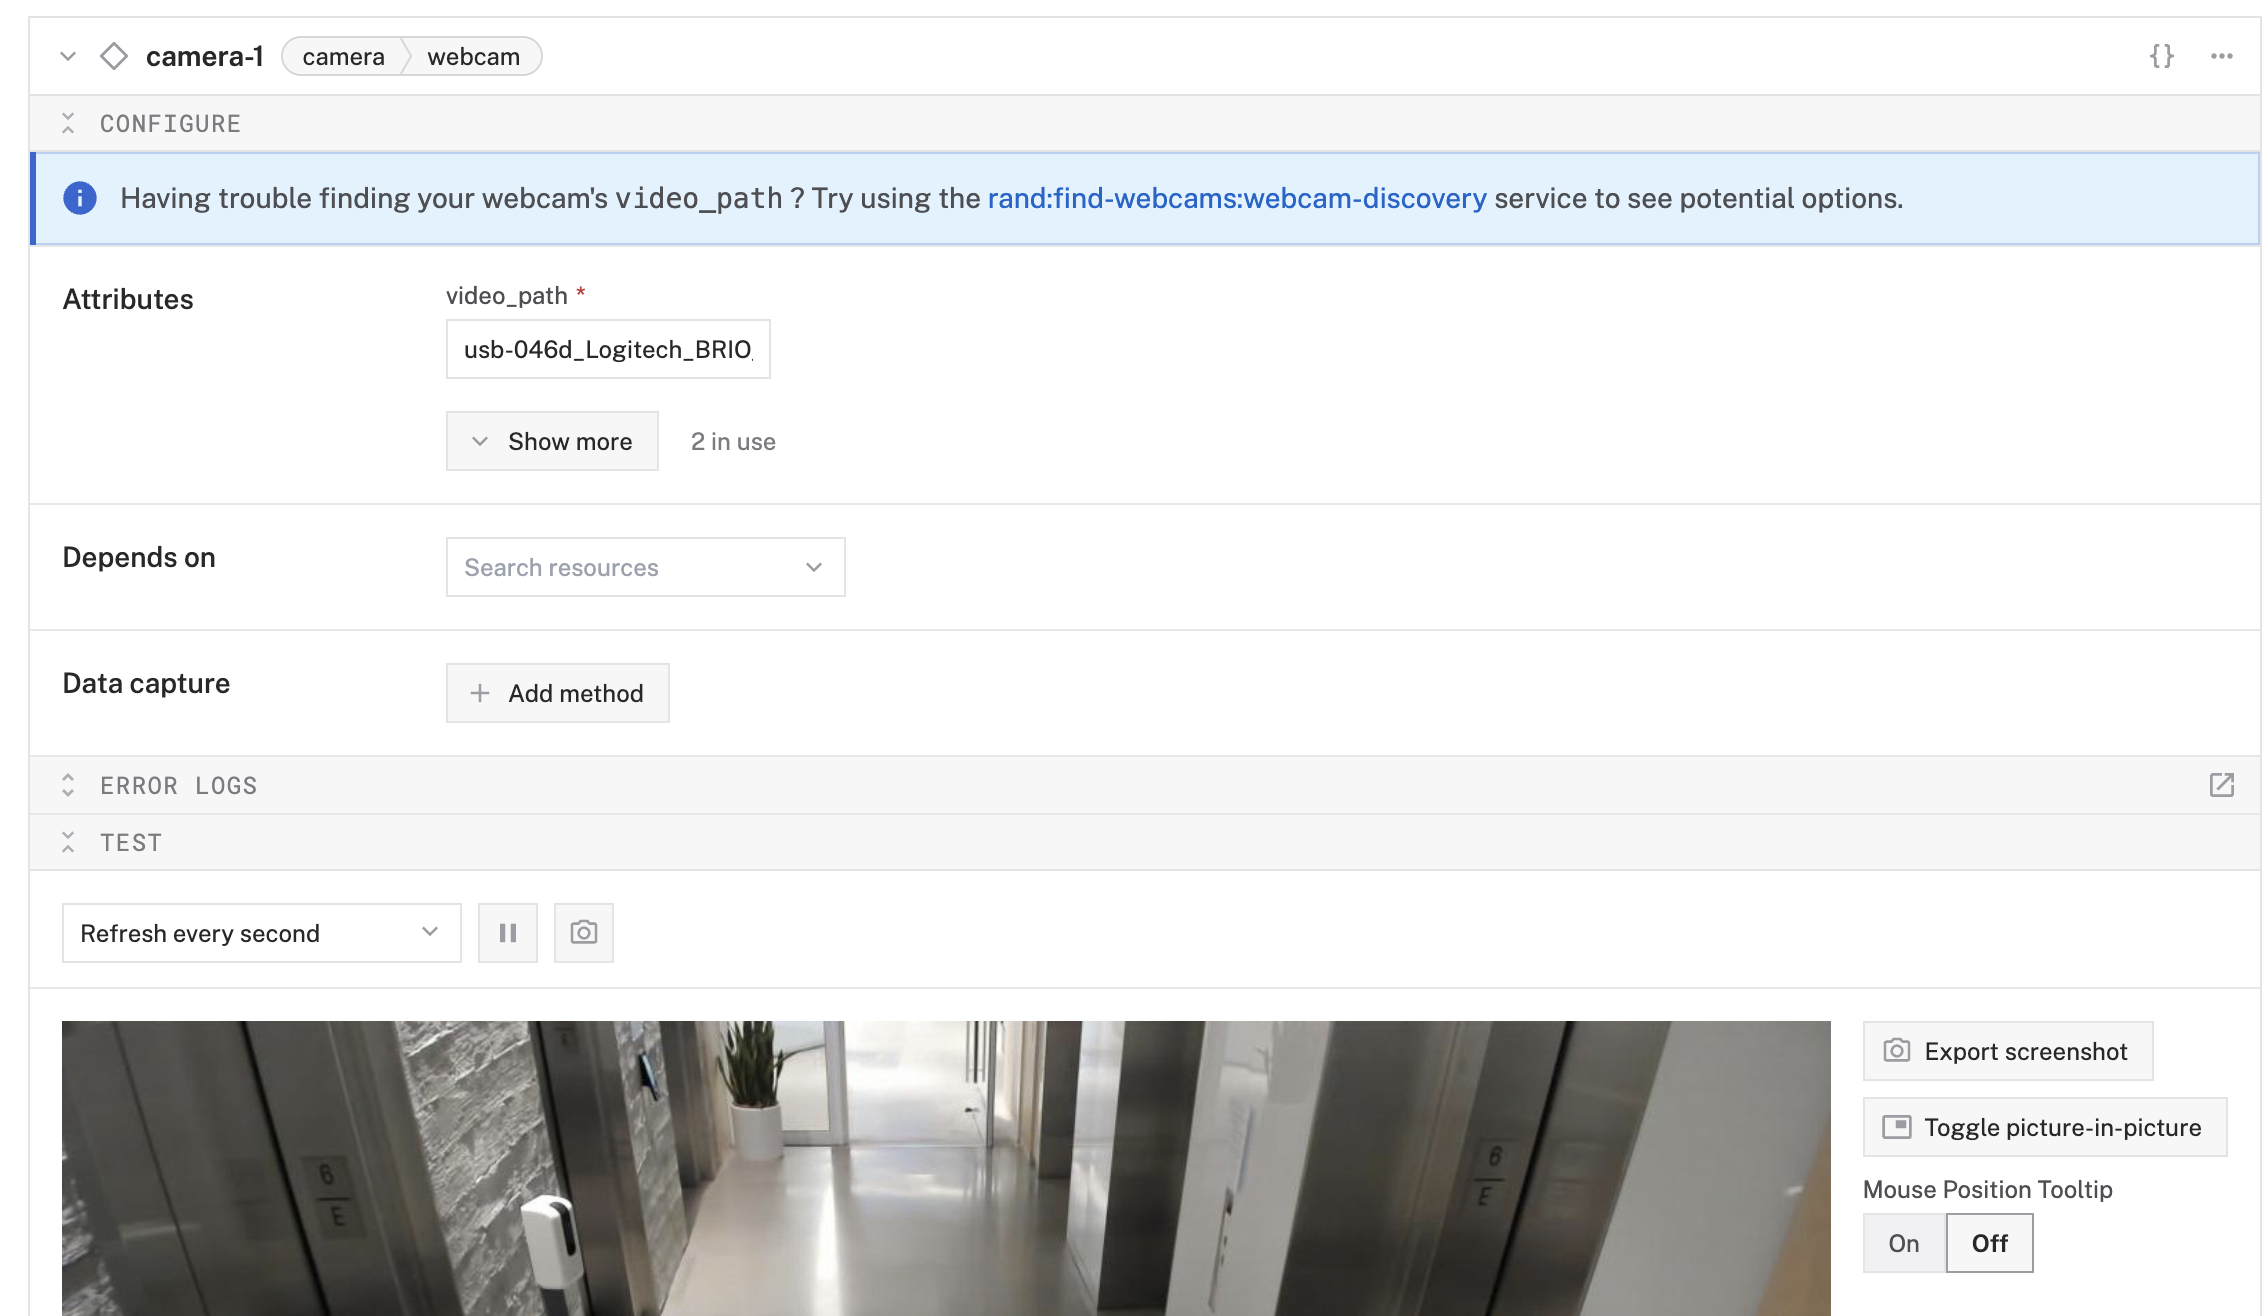 camera-1 camera webcam {} ...
CONFIGURE
Having trouble finding your webcam's video_path ? Try using the rand:find-webcams:webcam-discovery service to see potential options.
Attributes
video_path *
usb-046d_Logitech_BRIO_
Show more 2 in use
Depends on
Search resources
Data capture
+ Add method
ERROR LOGS
TEST
Refresh every second
Export screenshot
Toggle picture-in-picture
Mouse Position Tooltip
On Off
6
E
6
E